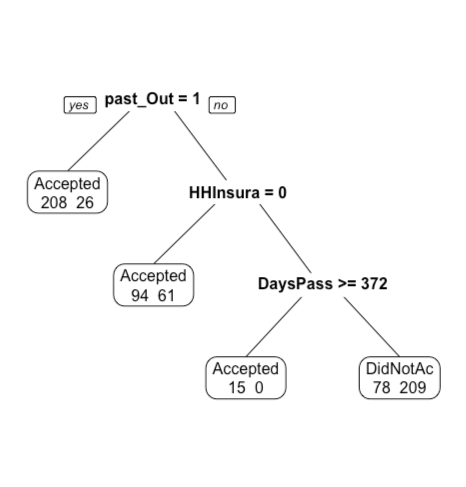 yes past_Out = 1 no
Accepted
208 26
HHInsura = 0
Accepted
94 61
DaysPass >= 372
Accepted
15 0
DidNotAc
78 209